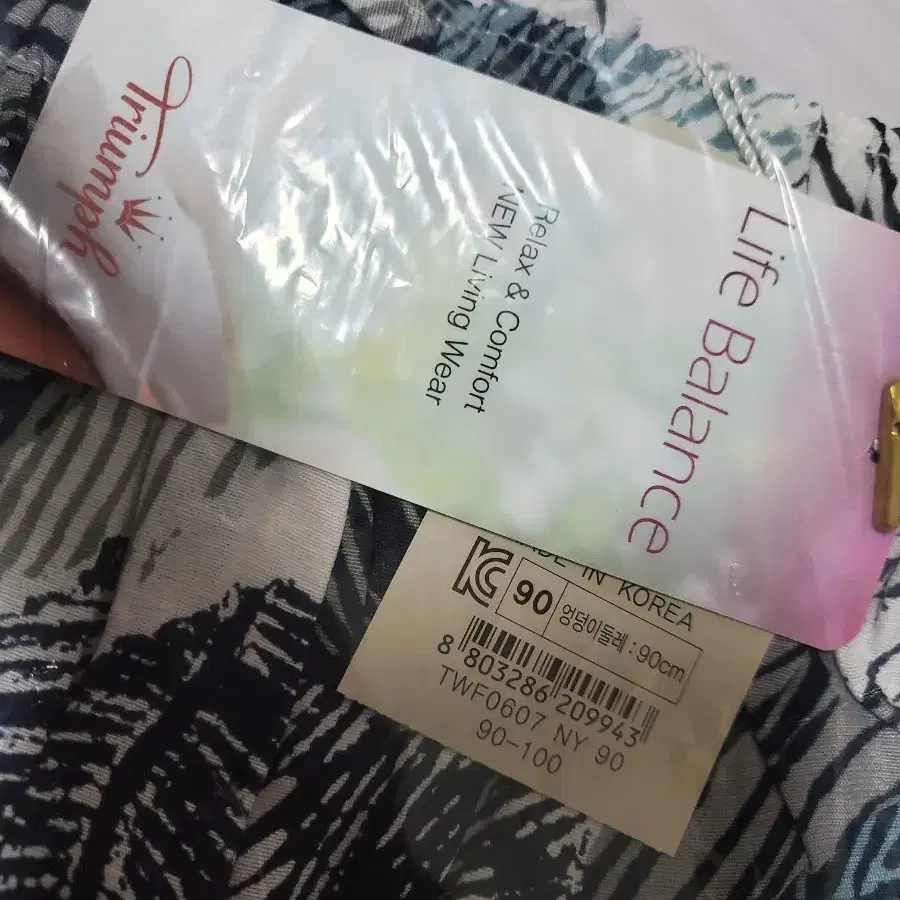 Triumph
Relax & Comfort
NEW Living Wear
Life Balance
MADE IN KOREA
90
엉덩이둘레 : 90cm
8 803286 209943
TWF0607 NY 90
90-100